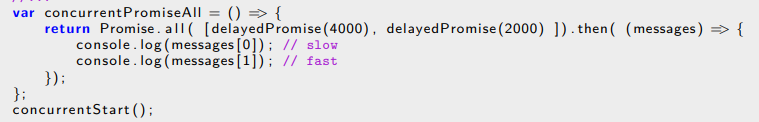 var concurrentPromiseAll = () => {
return Promise.all( [delayedPromise(4000), delayedPromise(2000) ]).then( (messages) => {
console.log(messages[0]); // slow
console.log(messages[1]); // fast
});
};
concurrentStart();